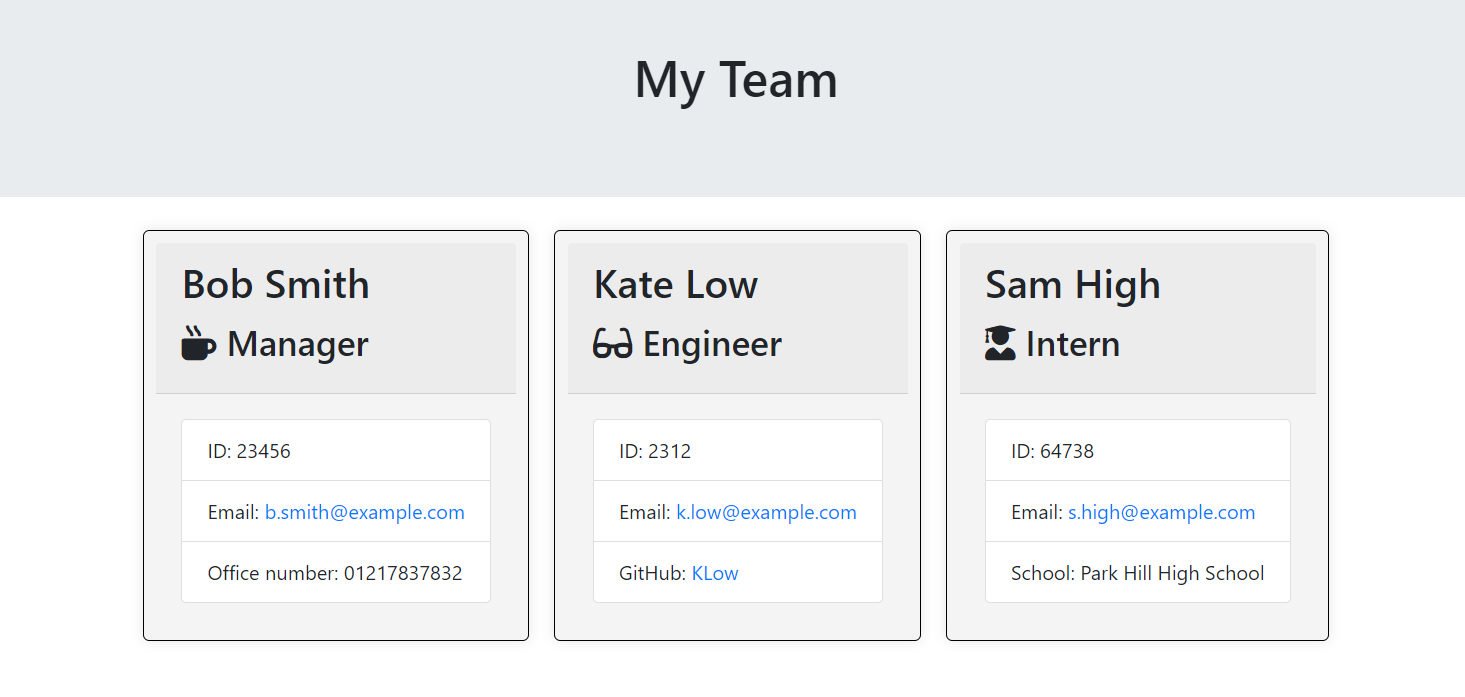 My Team
Bob Smith
Manager
ID: 23456
Email: b.smith@example.com
Office number: 01217837832
Kate Low
Engineer
ID: 2312
Email: k.low@example.com
GitHub: KLow
Sam High
Intern
ID: 64738
Email: s.high@example.com
School: Park Hill High School